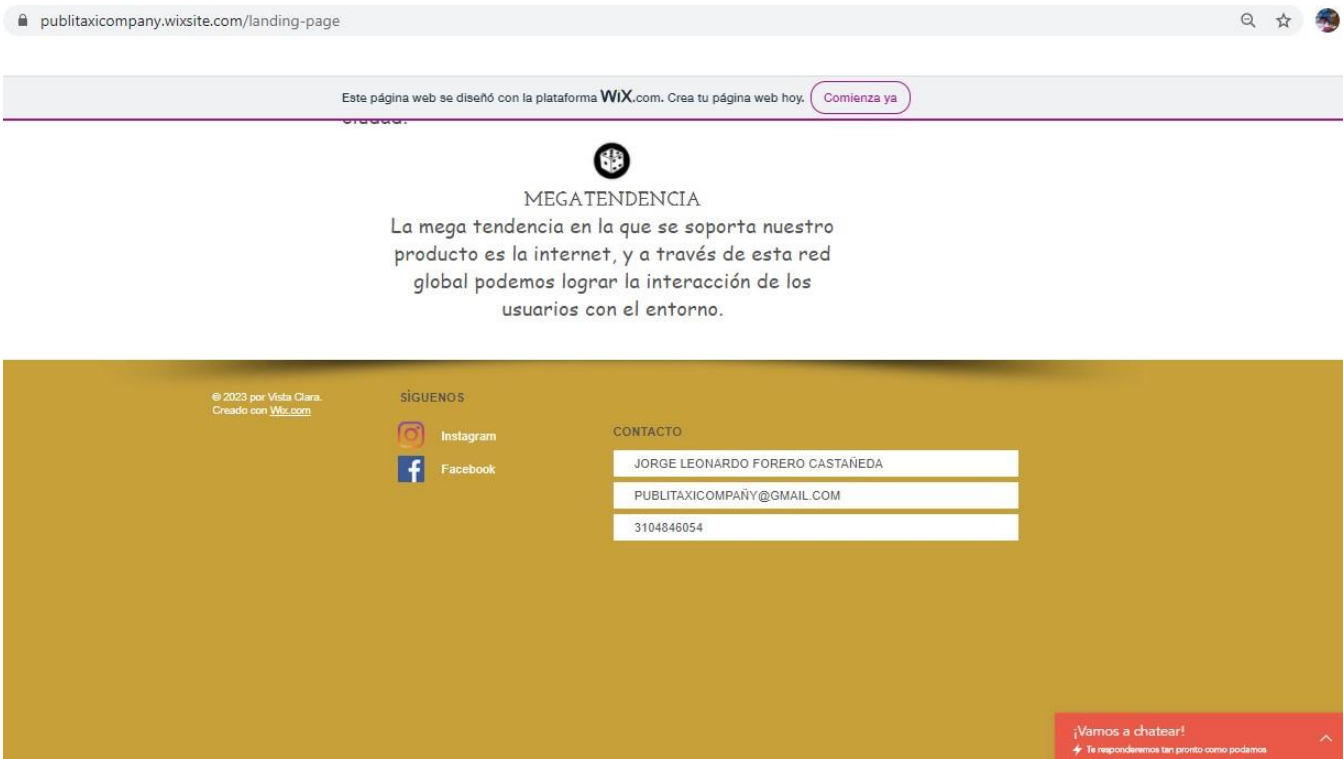 publitaxicompany.wixsite.com/landing-page
Este página web se diseñó con la plataforma WiX.com. Crea tu página web hoy. Comienza ya
ciudad.
MEGATENDENCIA
La mega tendencia en la que se soporta nuestro
producto es la internet, y a través de esta red
global podemos lograr la interacción de los
usuarios con el entorno.
© 2023 por Vista Clara.
Creado con Wix.com
SÍGUENOS
Instagram
Facebook
CONTACTO
JORGE LEONARDO FORERO CASTAÑEDA
PUBLITAXICOMPAÑY@GMAIL.COM
3104846054
¡Vamos a chatear!
Te responderemos tan pronto como podamos